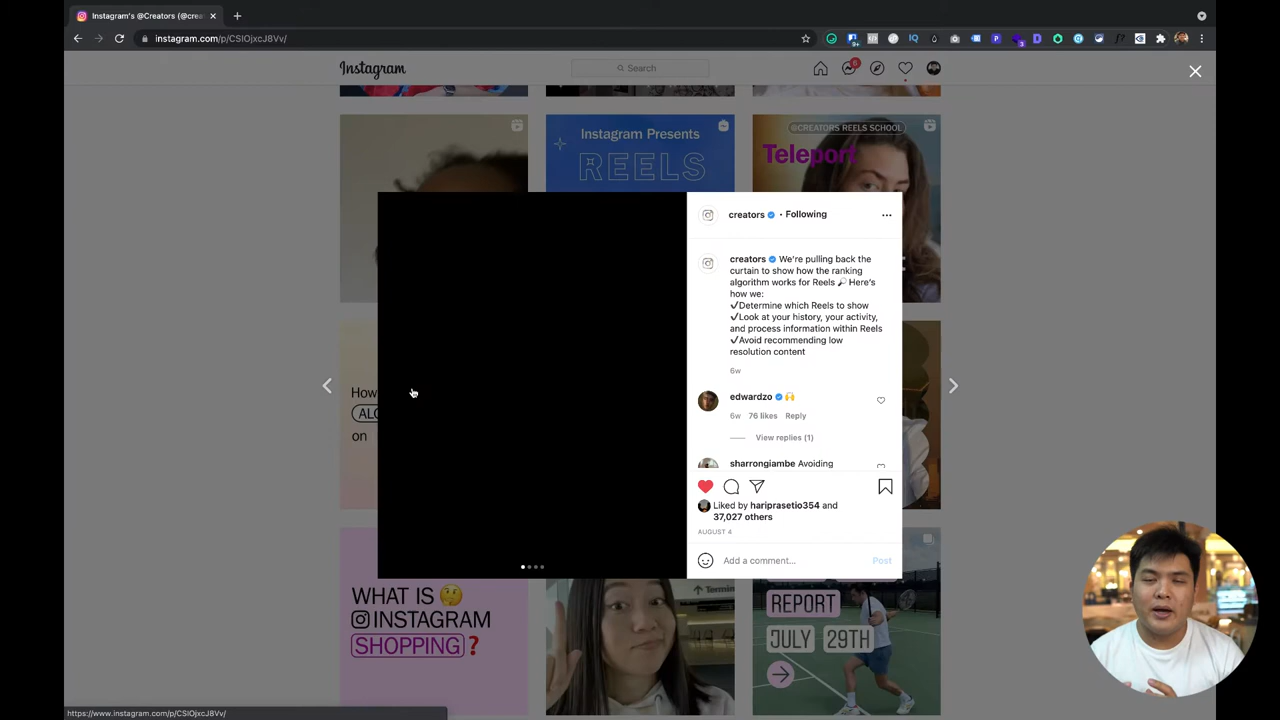 Instagram's @Creators (@crea
instagram.com/p/CSIOjxcJ8Vv/
Instagram
Search
6
Instagram Presents
REELS
@CREATORS REELS SCHOOL
Teleport
creators • Following
creators We're pulling back the
curtain to show how the ranking
algorithm works for Reels 🔎 Here's
how we:
✓Determine which Reels to show
✓Look at your history, your activity,
and process information within Reels
✓Avoid recommending low
resolution content
6w
edwardzo 🙌
6w 76 likes Reply
View replies (1)
sharrongiambe Avoiding
Liked by hariprasetio354 and
37,027 others
AUGUST 4
Add a comment... Post
How
on
WHAT IS 🤔
INSTAGRAM
SHOPPING ❓
REPORT
JULY 29TH
https://www.instagram.com/p/CSIOjxcJ8Vv/